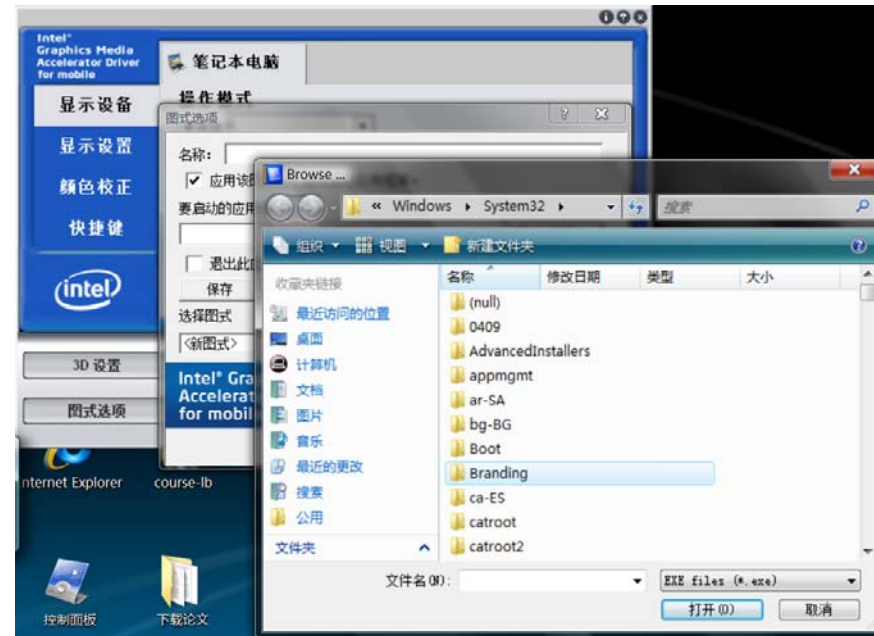 Intel®
Graphics Media
Accelerator Driver
for mobile
笔记本电脑
显示设备
操作模式
图式选项
显示设置
名称:
颜色校正
应用该图
快捷键
要启动的应用
退出此应
intel
保存
选择图式
<新图式>
3D 设置
图式选项
Intel® Gra
Accelerat
for mobil
Browse ...
« Windows ▸ System32 ▸
搜索
组织
视图
新建文件夹
收藏夹链接
最近访问的位置
桌面
计算机
文档
图片
音乐
最近的更改
搜索
公用
文件夹
名称
修改日期
类型
大小
(null)
0409
AdvancedInstallers
appmgmt
ar-SA
bg-BG
Boot
Branding
ca-ES
catroot
catroot2
文件名(N):
EXE files (*.exe)
打开(O)
取消
nternet Explorer
course-lb
控制面板
下载论文